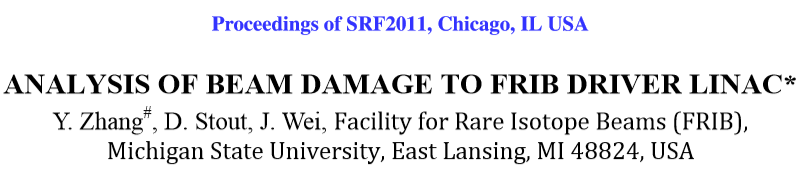 Proceedings of SRF2011, Chicago, IL USA
ANALYSIS OF BEAM DAMAGE TO FRIB DRIVER LINAC*
Y. Zhang#, D. Stout, J. Wei, Facility for Rare Isotope Beams (FRIB),
Michigan State University, East Lansing, MI 48824, USA